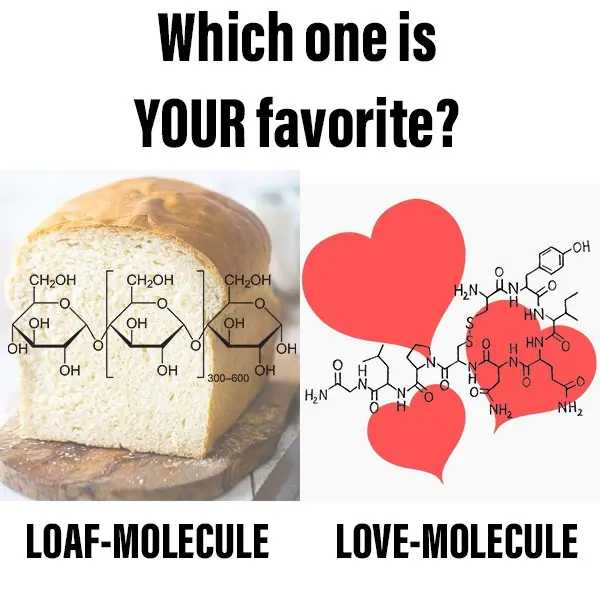 Which one is
YOUR favorite?
CH₂OH CH₂OH CH₂OH
O O O
OH OH OH
OH O O OH
OH OH OH
300–600
OH
O
H₂N N O
H
HN
S O
S O H NH
N O
H O N N O
H₂N N N O O
O H O NH₂ NH₂
LOAF-MOLECULE LOVE-MOLECULE